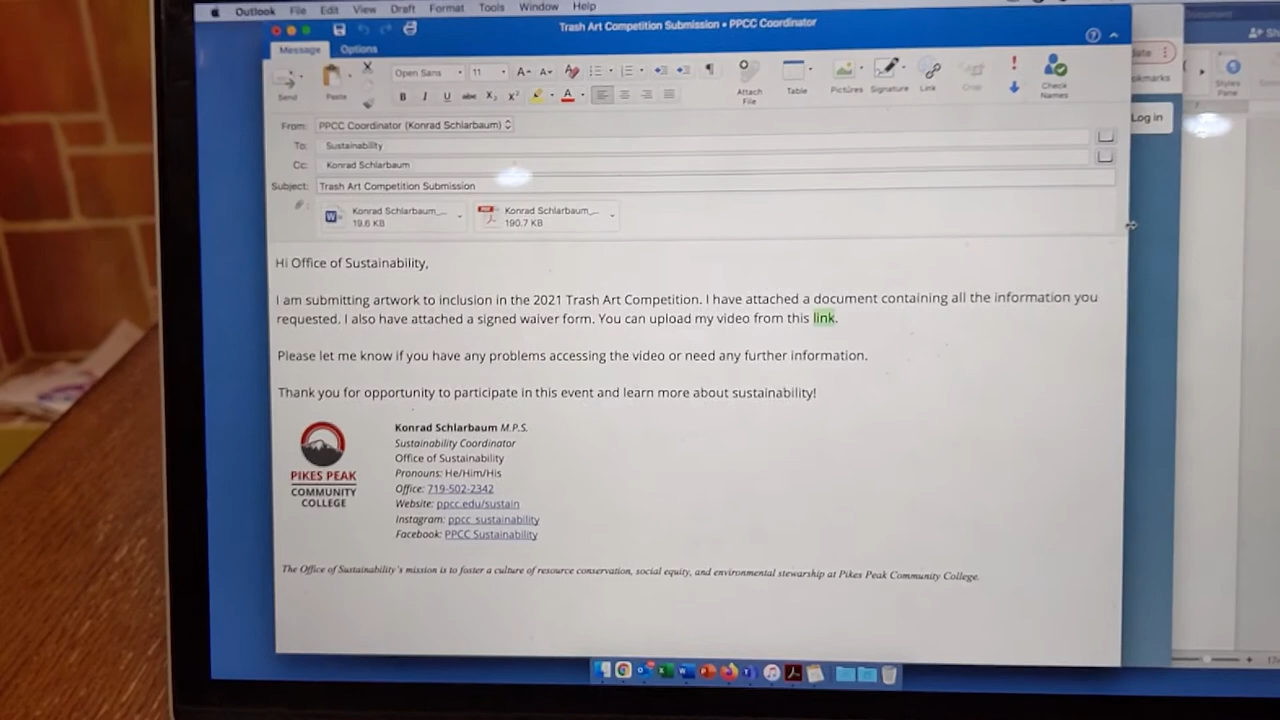 Outlook File Edit View Draft Format Tools Window Help
Trash Art Competition Submission • PPCC Coordinator
Message Options
Open Sans 11 A A
Send Paste B I U abc X₂ X² A Attach File Table Pictures Signature Link Check Names
From: PPCC Coordinator (Konrad Schlarbaum)
To: Sustainability
Cc: Konrad Schlarbaum
Subject: Trash Art Competition Submission
Konrad Schlarbaum_... Konrad Schlarbaum_...
19.6 KB 190.7 KB
Hi Office of Sustainability,
I am submitting artwork to inclusion in the 2021 Trash Art Competition. I have attached a document containing all the information you
requested. I also have attached a signed waiver form. You can upload my video from this link.
Please let me know if you have any problems accessing the video or need any further information.
Thank you for opportunity to participate in this event and learn more about sustainability!
Konrad Schlarbaum M.P.S.
Sustainability Coordinator
Office of Sustainability
Pronouns: He/Him/His
Office: 719-502-2342
Website: ppcc.edu/sustain
Instagram: ppcc_sustainability
Facebook: PPCC Sustainability
PIKES PEAK
COMMUNITY
COLLEGE
The Office of Sustainability's mission is to foster a culture of resource conservation, social equity, and environmental stewarship at Pikes Peak Community College.
Log in
Styles
Pane